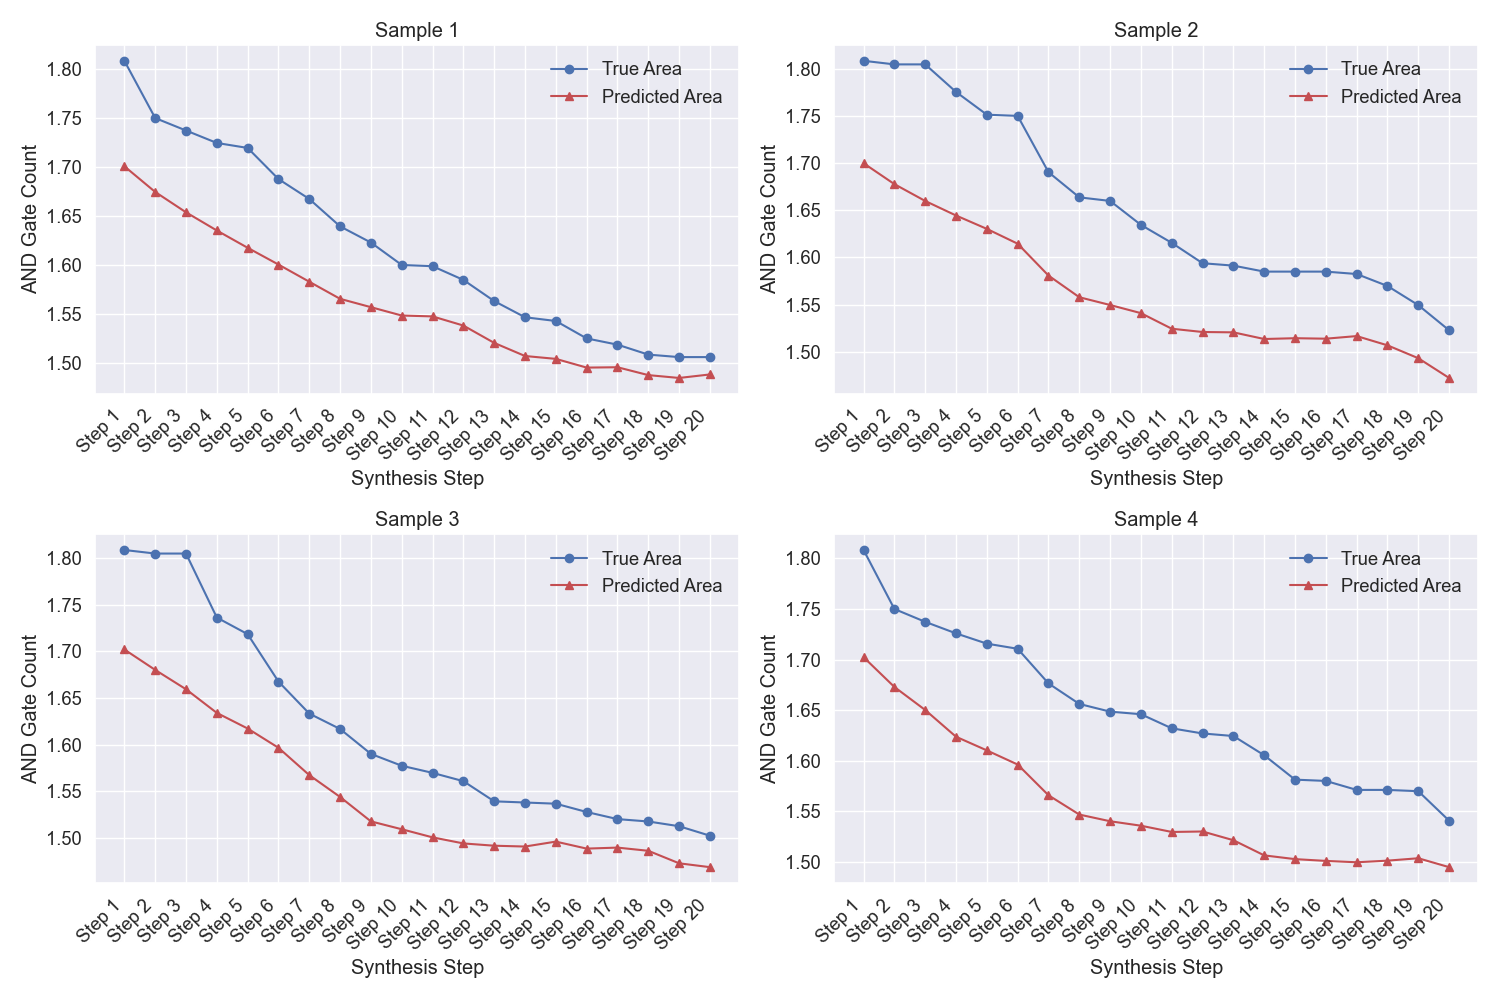 Sample 1
AND Gate Count
1.80
1.75
1.70
1.65
1.60
1.55
1.50
True Area
Predicted Area
Step 1
Step 2
Step 3
Step 4
Step 5
Step 6
Step 7
Step 8
Step 9
Step 10
Step 11
Step 12
Step 13
Step 14
Step 15
Step 16
Step 17
Step 18
Step 19
Step 20
Synthesis Step
Sample 2
AND Gate Count
1.80
1.75
1.70
1.65
1.60
1.55
1.50
True Area
Predicted Area
Step 1
Step 2
Step 3
Step 4
Step 5
Step 6
Step 7
Step 8
Step 9
Step 10
Step 11
Step 12
Step 13
Step 14
Step 15
Step 16
Step 17
Step 18
Step 19
Step 20
Synthesis Step
Sample 3
AND Gate Count
1.80
1.75
1.70
1.65
1.60
1.55
1.50
True Area
Predicted Area
Step 1
Step 2
Step 3
Step 4
Step 5
Step 6
Step 7
Step 8
Step 9
Step 10
Step 11
Step 12
Step 13
Step 14
Step 15
Step 16
Step 17
Step 18
Step 19
Step 20
Synthesis Step
Sample 4
AND Gate Count
1.80
1.75
1.70
1.65
1.60
1.55
1.50
True Area
Predicted Area
Step 1
Step 2
Step 3
Step 4
Step 5
Step 6
Step 7
Step 8
Step 9
Step 10
Step 11
Step 12
Step 13
Step 14
Step 15
Step 16
Step 17
Step 18
Step 19
Step 20
Synthesis Step